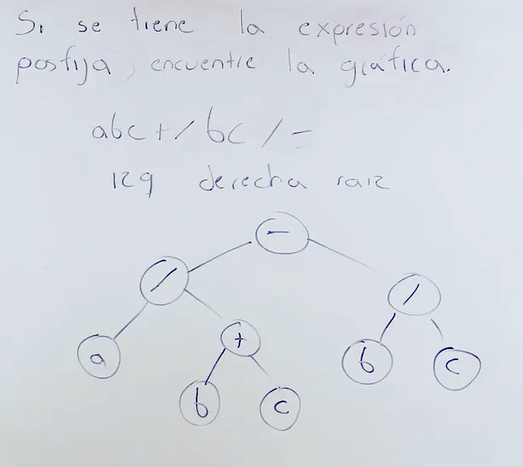 Si se tiene la expresión
posfija, encuentre la gráfica.
abc+/bc/-
izq derecha raiz
-
/ /
a + b c
b c